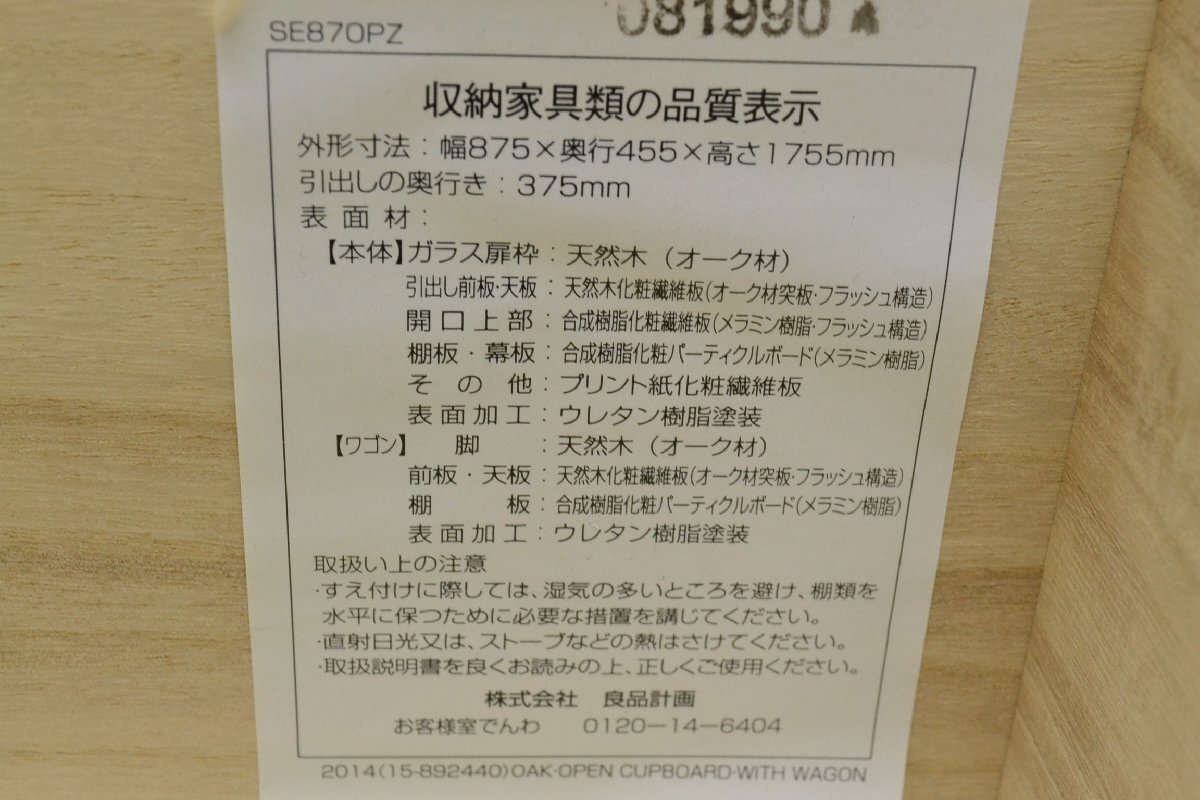 081990
SE870PZ
収納家具類の品質表示
外形寸法：幅875×奥行455×高さ1755mm
引出しの奥行き：375mm
表面材：
【本体】ガラス扉枠：天然木（オーク材）
引出し前板・天板：天然木化粧繊維板(オーク材突板・フラッシュ構造)
開口上部：合成樹脂化粧繊維板(メラミン樹脂・フラッシュ構造)
棚板・幕板：合成樹脂化粧パーティクルボード(メラミン樹脂)
その他：プリント紙化粧繊維板
表面加工：ウレタン樹脂塗装
【ワゴン】脚：天然木（オーク材）
前板・天板：天然木化粧繊維板(オーク材突板・フラッシュ構造)
棚板：合成樹脂化粧パーティクルボード(メラミン樹脂)
表面加工：ウレタン樹脂塗装
取扱い上の注意
・すえ付けに際しては、湿気の多いところを避け、棚類を
水平に保つために必要な措置を講じてください。
・直射日光又は、ストーブなどの熱はさけてください。
・取扱説明書を良くお読みの上、正しくご使用ください。
株式会社 良品計画
お客様室でんわ 0120－14－6404
2014(15-892440)OAK・OPEN CUPBOARD・WITH WAGON